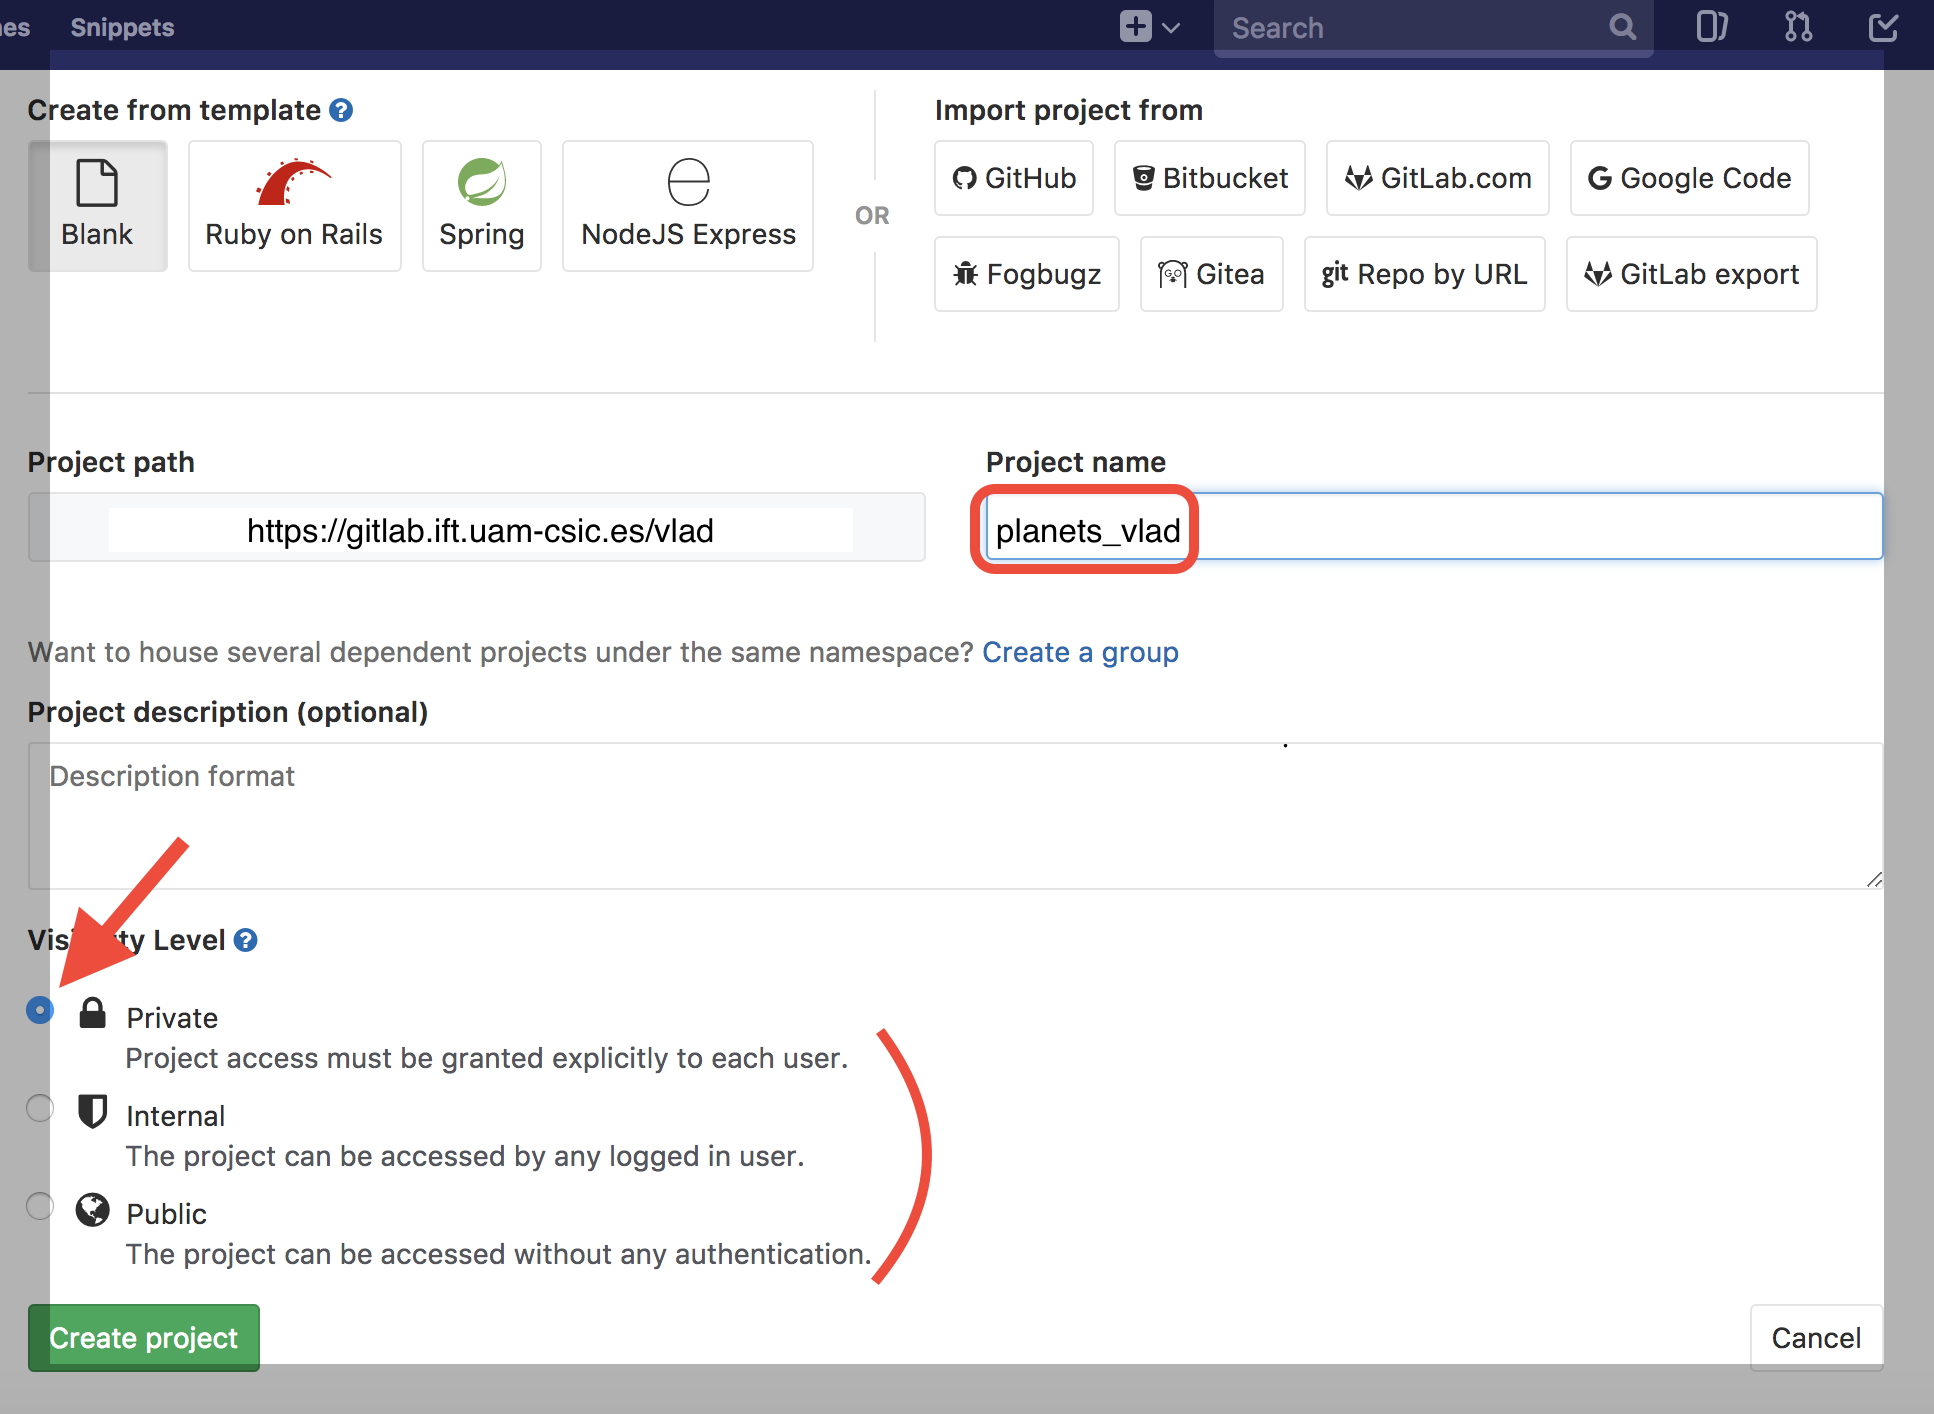 Snippets
Search
Create from template
Import project from
Blank
Ruby on Rails
Spring
NodeJS Express
OR
GitHub
Bitbucket
GitLab.com
Google Code
Fogbugz
Gitea
git Repo by URL
GitLab export
Project path
Project name
https://gitlab.ift.uam-csic.es/vlad
planets_vlad
Want to house several dependent projects under the same namespace? Create a group
Project description (optional)
Description format
Level
Private
Project access must be granted explicitly to each user.
Internal
The project can be accessed by any logged in user.
Public
The project can be accessed without any authentication.
Create project
Cancel